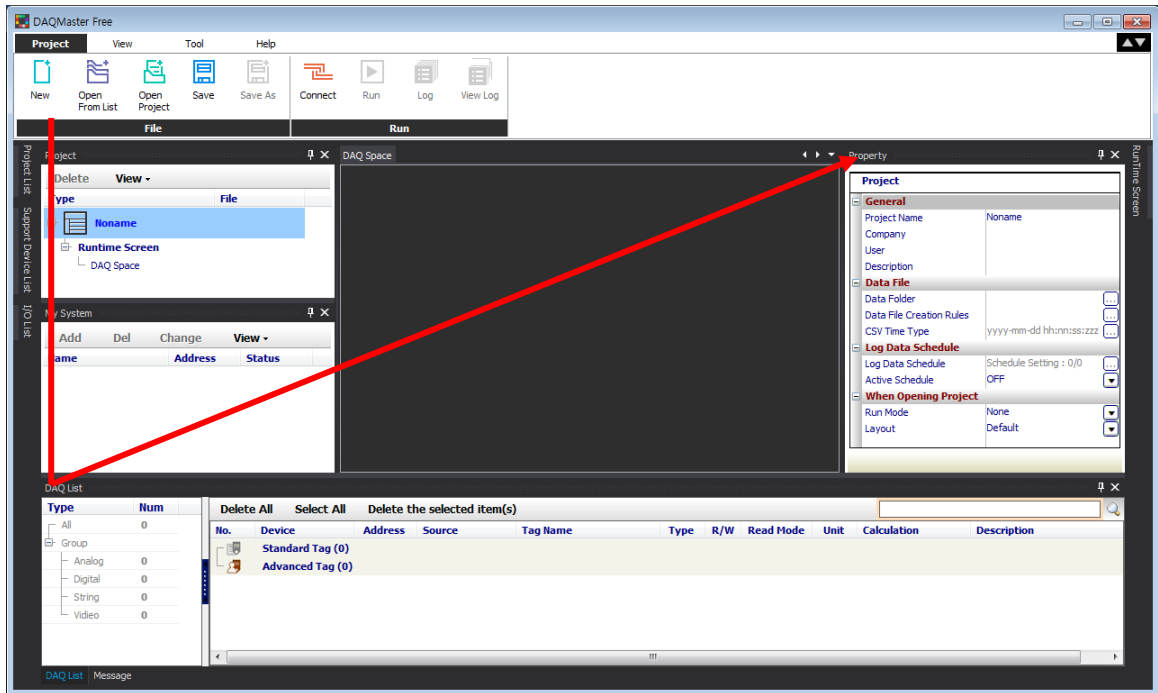 DAQMaster Free
Project View Tool Help
New Open From List Open Project Save Save As Connect Run Log View Log
File Run
Project List
Support Device List
I/O List
Project
Delete View
Type File
Noname
Runtime Screen
DAQ Space
My System
Add Del Change View
Name Address Status
DAQ Space
Property
Project
General
Project Name Noname
Company
User
Description
Data File
Data Folder ...
Data File Creation Rules ...
CSV Time Type yyyy-mm-dd hh:nn:ss:zzz ...
Log Data Schedule
Log Data Schedule Schedule Setting : 0/0 ...
Active Schedule OFF
When Opening Project
Run Mode None
Layout Default
RunTime Screen
DAQ List
Type Num
All 0
Group
Analog 0
Digital 0
String 0
Vidieo 0
Delete All Select All Delete the selected item(s)
No. Device Address Source Tag Name Type R/W Read Mode Unit Calculation Description
Standard Tag (0)
Advanced Tag (0)
DAQ List Message